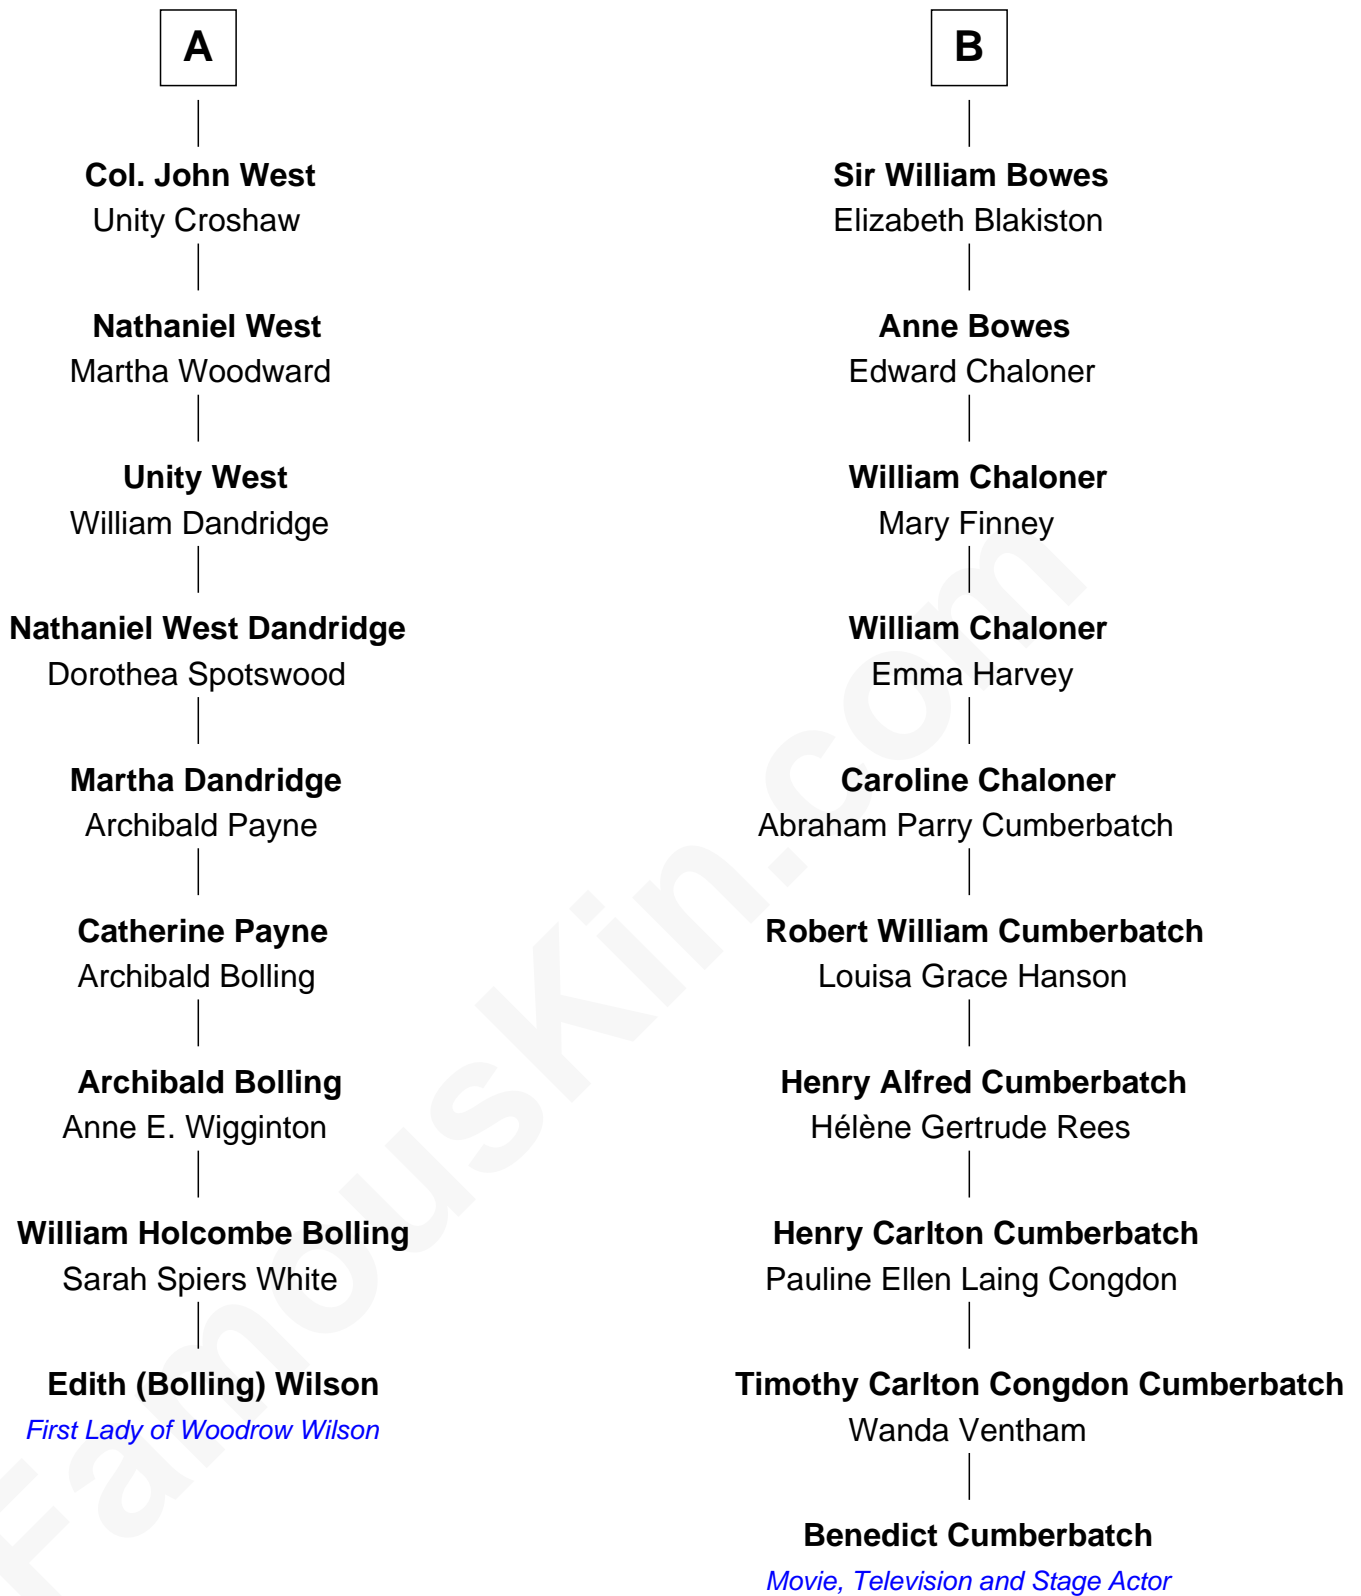 A
Col. John West
Unity Croshaw
Nathaniel West
Martha Woodward
Unity West
William Dandridge
Nathaniel West Dandridge
Dorothea Spotswood
Martha Dandridge
Archibald Payne
Catherine Payne
Archibald Bolling
Archibald Bolling
Anne E. Wigginton
William Holcombe Bolling
Sarah Spiers White
Edith (Bolling) Wilson
First Lady of Woodrow Wilson
B
Sir William Bowes
Elizabeth Blakiston
Anne Bowes
Edward Chaloner
William Chaloner
Mary Finney
William Chaloner
Emma Harvey
Caroline Chaloner
Abraham Parry Cumberbatch
Robert William Cumberbatch
Louisa Grace Hanson
Henry Alfred Cumberbatch
Hélène Gertrude Rees
Henry Carlton Cumberbatch
Pauline Ellen Laing Congdon
Timothy Carlton Congdon Cumberbatch
Wanda Ventham
Benedict Cumberbatch
Movie, Television and Stage Actor
FamousKin.com